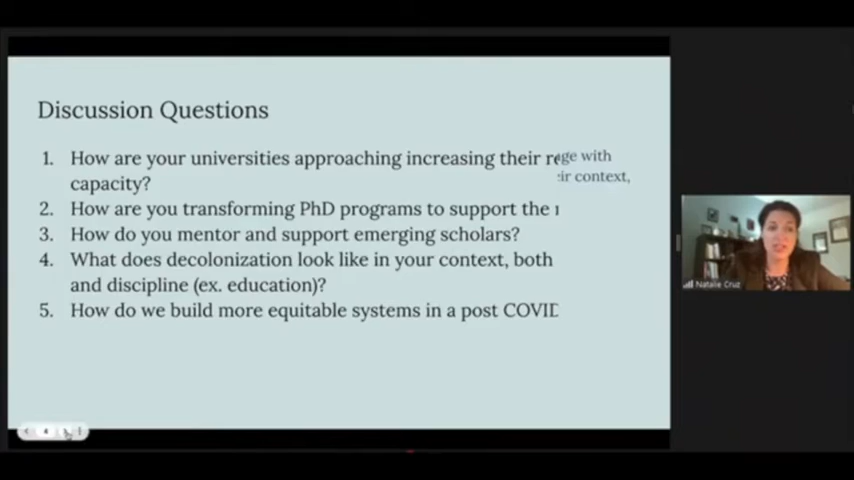 Discussion Questions
1. How are your universities approaching increasing their
age with
capacity?
eir context,
2. How are you transforming PhD programs to support the
3. How do you mentor and support emerging scholars?
4. What does decolonization look like in your context, both
and discipline (ex. education)?
5. How do we build more equitable systems in a post COVID
Natalie Cruz